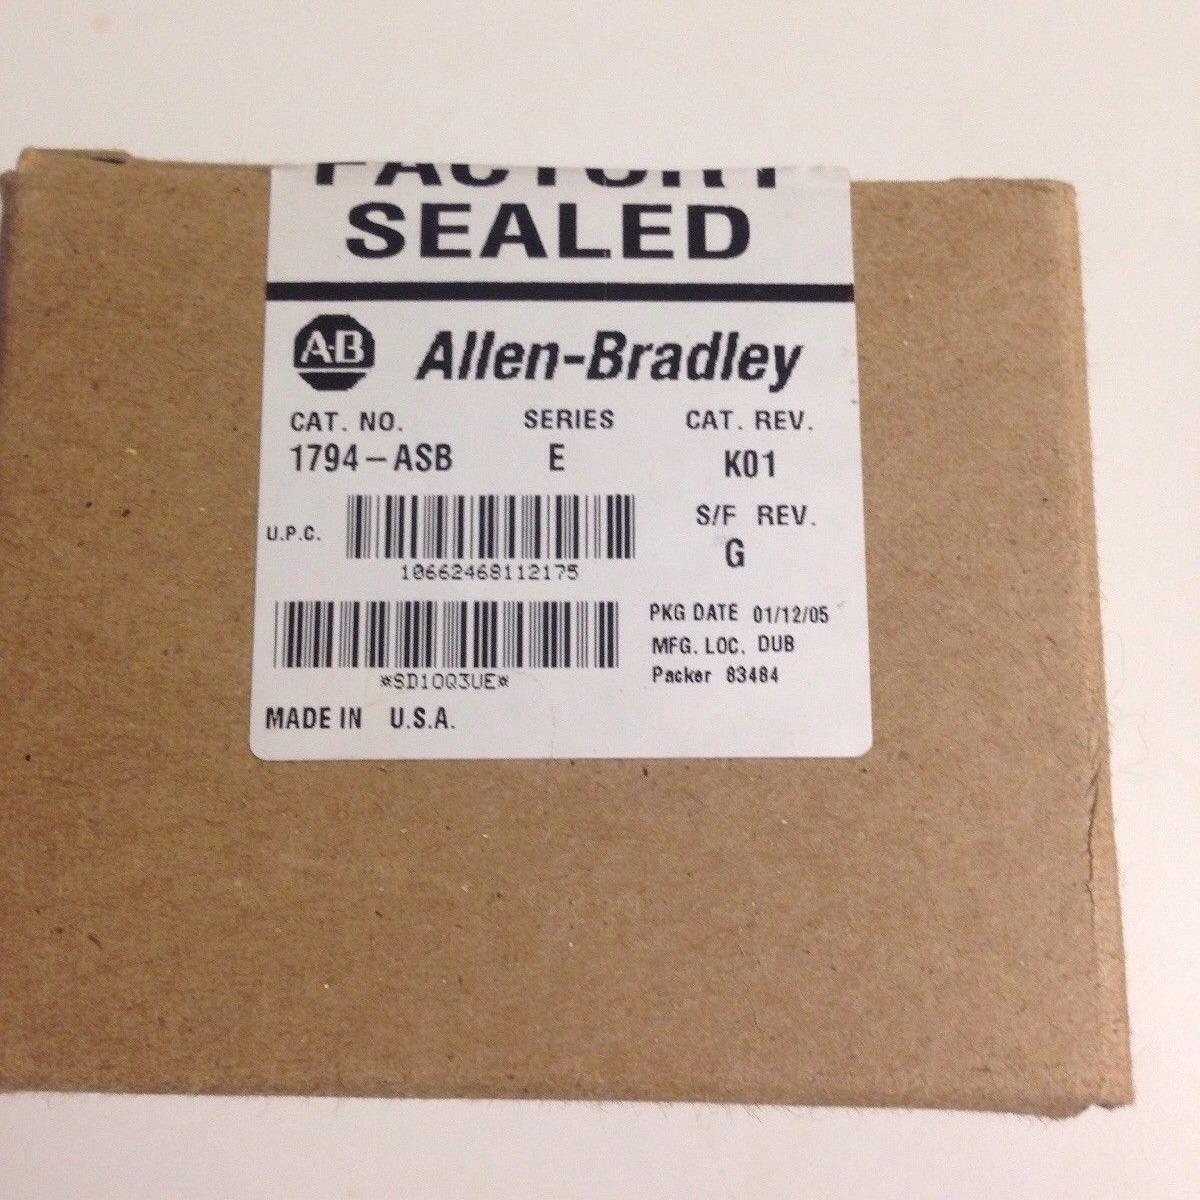 FACTORY
SEALED
A-B Allen-Bradley
CAT. NO. SERIES CAT. REV.
1794-ASB E K01
S/F REV.
G
U.P.C.
10662468112175
*SD10Q3UE*
PKG DATE 01/12/05
MFG. LOC. DUB
Packer 83484
MADE IN U.S.A.